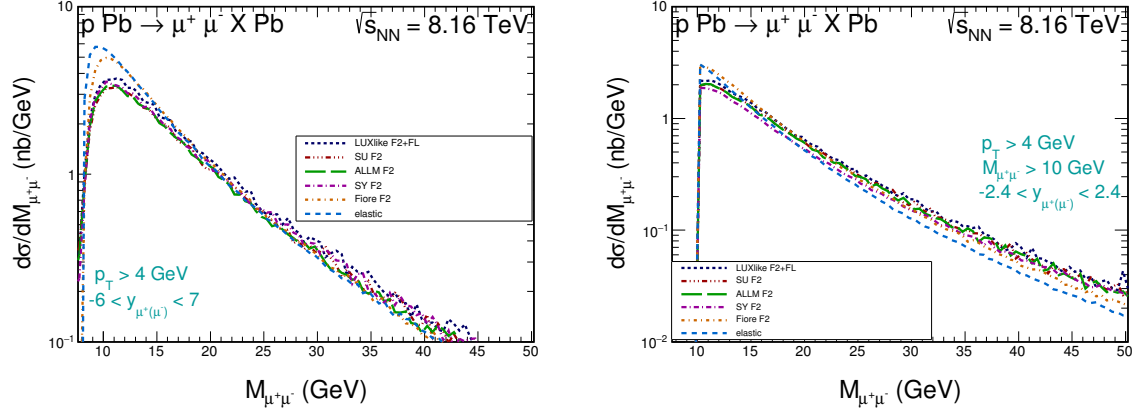 p Pb → μ⁺ μ⁻ X Pb √s_NN = 8.16 TeV
dσ/dM_μ⁺μ⁻ (nb/GeV)
10
1
10⁻¹
LUXlike F2+FL
SU F2
ALLM F2
SY F2
Fiore F2
elastic
p_T > 4 GeV
-6 < y_μ⁺(μ⁻) < 7
10 15 20 25 30 35 40 45 50
M_μ⁺μ⁻ (GeV)
p Pb → μ⁺ μ⁻ X Pb √s_NN = 8.16 TeV
dσ/dM_μ⁺μ⁻ (nb/GeV)
10
1
10⁻¹
10⁻²
p_T > 4 GeV
M_μ⁺μ⁻ > 10 GeV
-2.4 < y_μ⁺(μ⁻) < 2.4
LUXlike F2+FL
SU F2
ALLM F2
SY F2
Fiore F2
elastic
10 15 20 25 30 35 40 45 50
M_μ⁺μ⁻ (GeV)